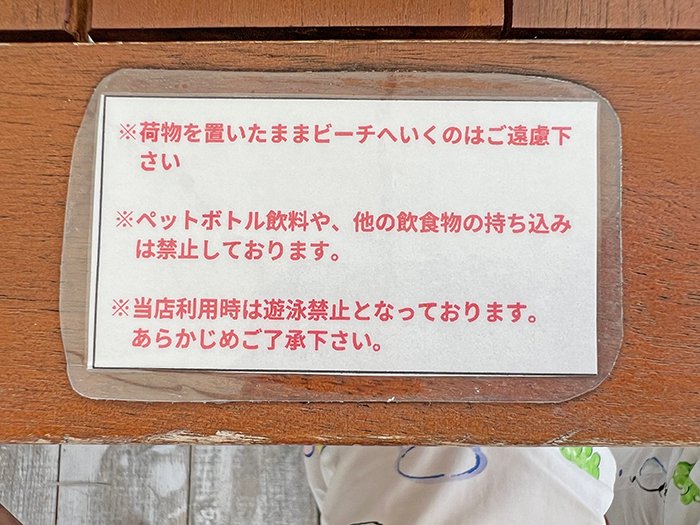 ※荷物を置いたままビーチへいくのはご遠慮下
さい
※ペットボトル飲料や、他の飲食物の持ち込み
は禁止しております。
※当店利用時は遊泳禁止となっております。
あらかじめご了承下さい。